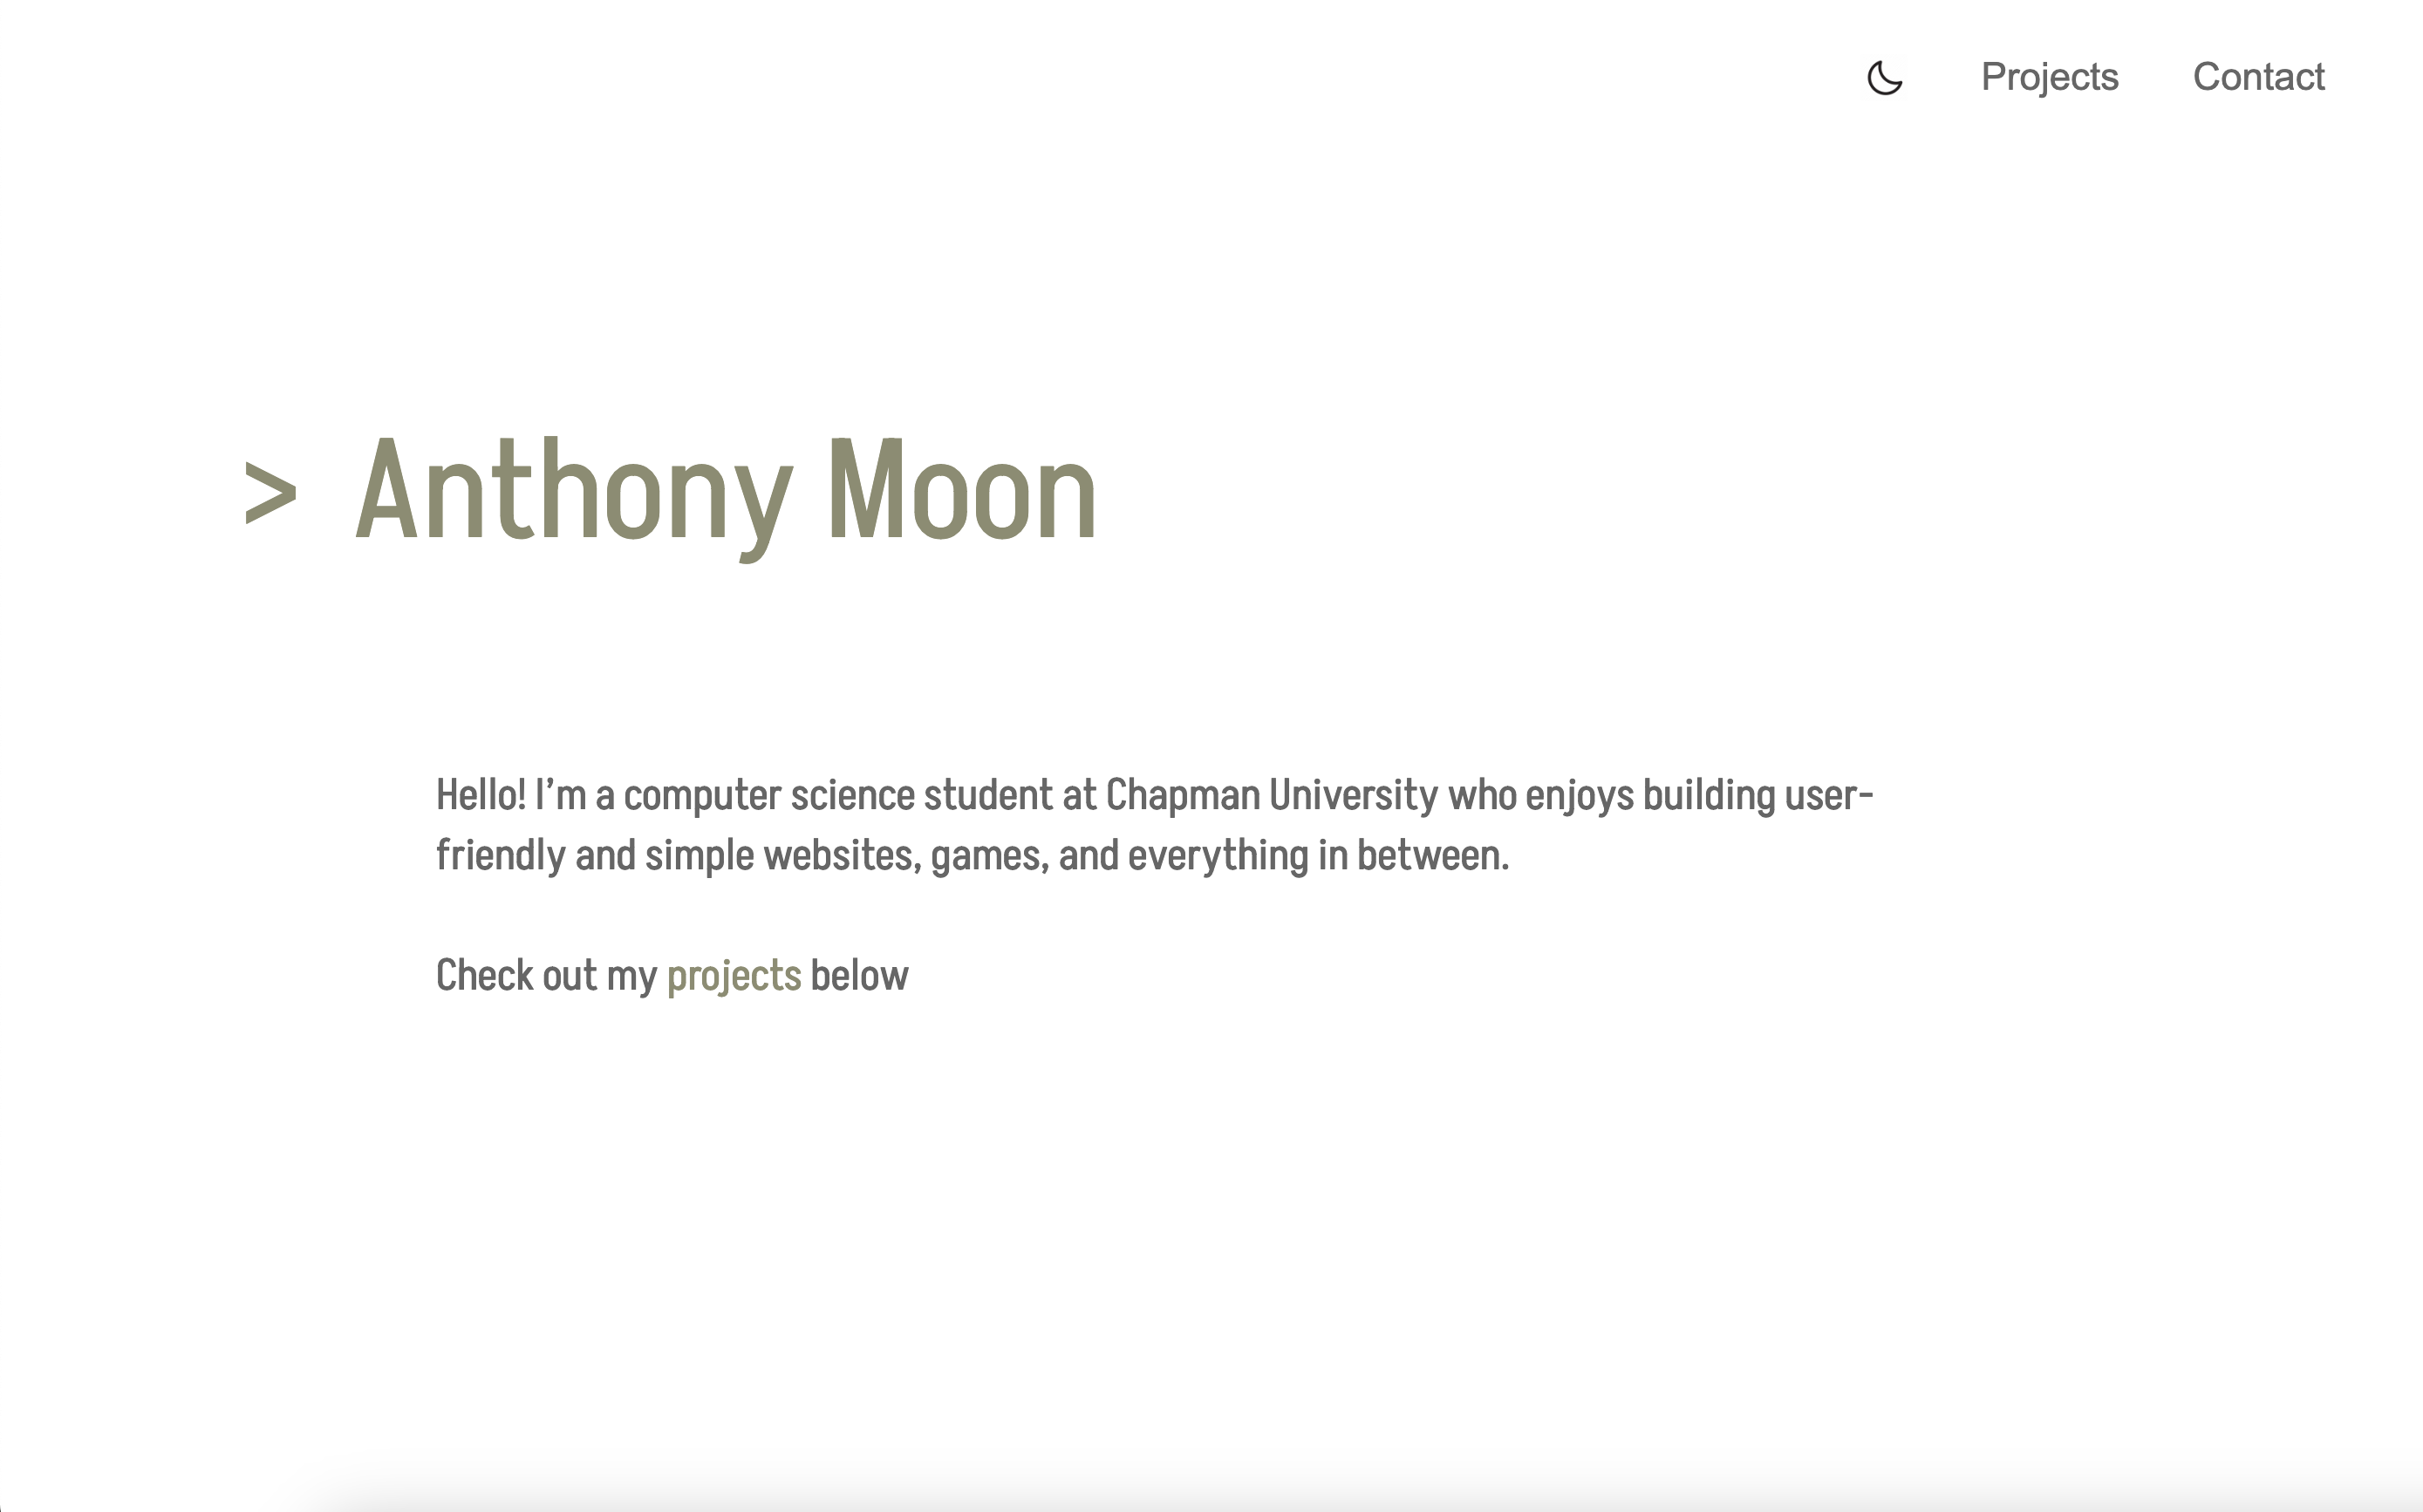 Projects Contact
> Anthony Moon
Hello! I’m a computer science student at Chapman University who enjoys building user-
friendly and simple websites, games, and everything in between.
Check out my projects below